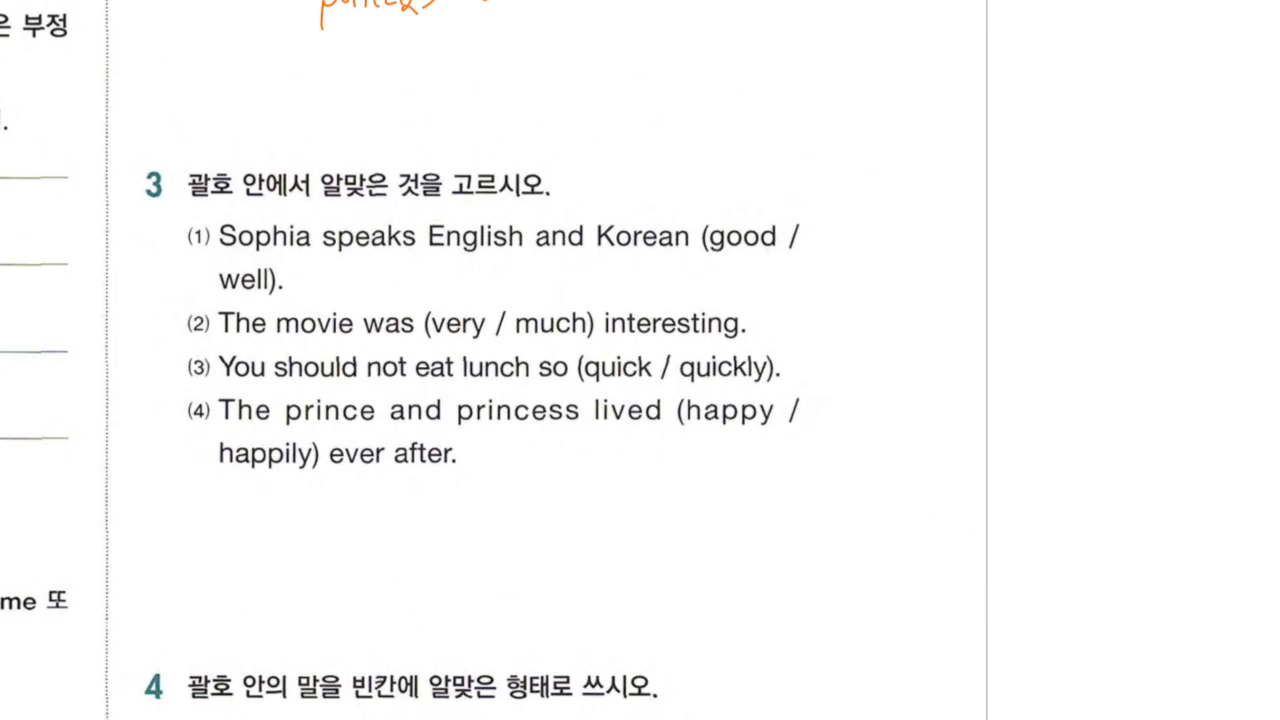 은 부정
.
3 괄호 안에서 알맞은 것을 고르시오.
(1) Sophia speaks English and Korean (good /
well).
(2) The movie was (very / much) interesting.
(3) You should not eat lunch so (quick / quickly).
(4) The prince and princess lived (happy /
happily) ever after.
me 또
4 괄호 안의 말을 빈칸에 알맞은 형태로 쓰시오.